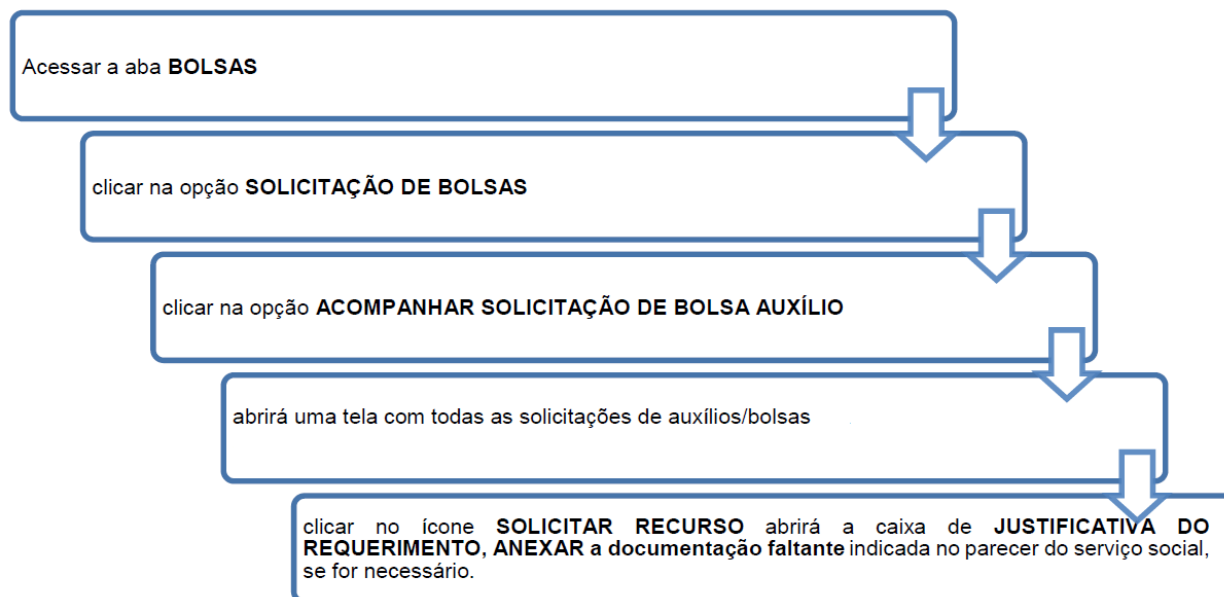 Acessar a aba BOLSAS
clicar na opção SOLICITAÇÃO DE BOLSAS
clicar na opção ACOMPANHAR SOLICITAÇÃO DE BOLSA AUXÍLIO
abrirá uma tela com todas as solicitações de auxílios/bolsas
clicar no ícone SOLICITAR RECURSO abrirá a caixa de JUSTIFICATIVA DO
REQUERIMENTO, ANEXAR a documentação faltante indicada no parecer do serviço social,
se for necessário.